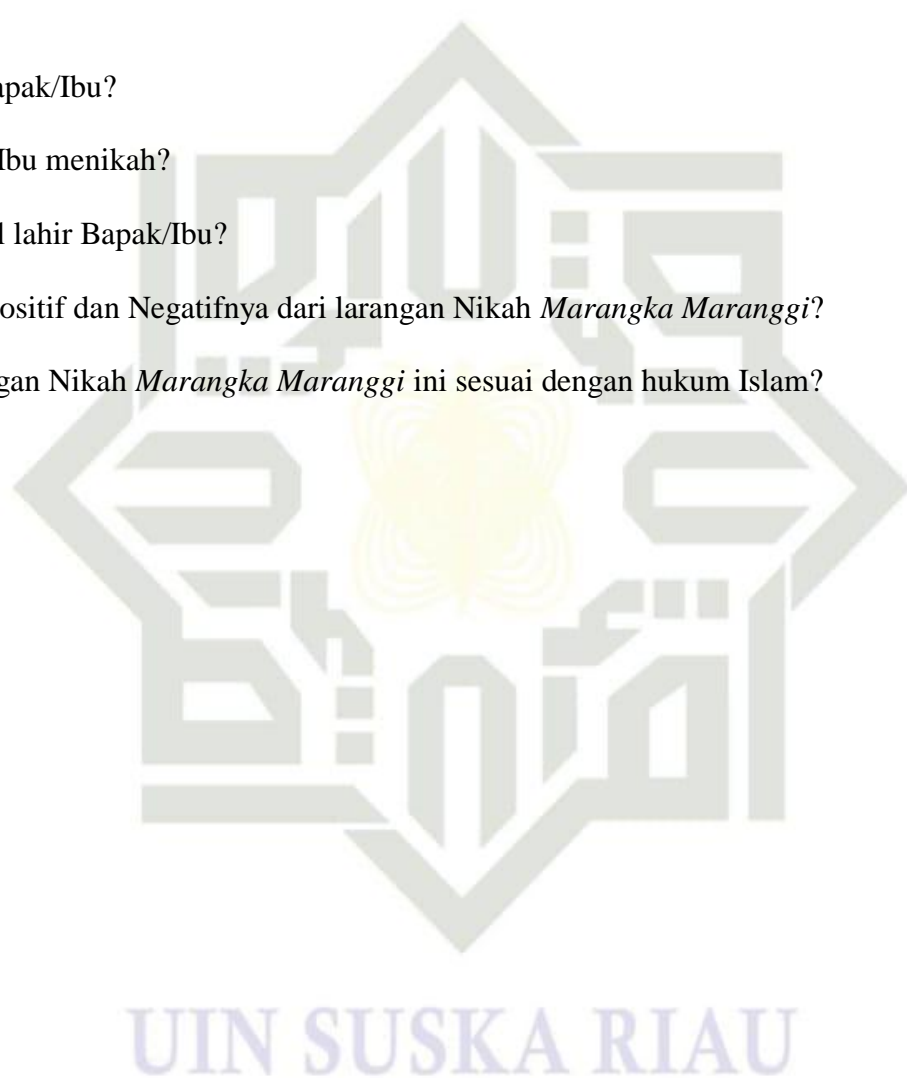 apak/Ibu?
Ibu menikah?
l lahir Bapak/Ibu?
ositif dan Negatifnya dari larangan Nikah Marangka Maranggi?
gan Nikah Marangka Maranggi ini sesuai dengan hukum Islam?
UIN SUSKA RIAU